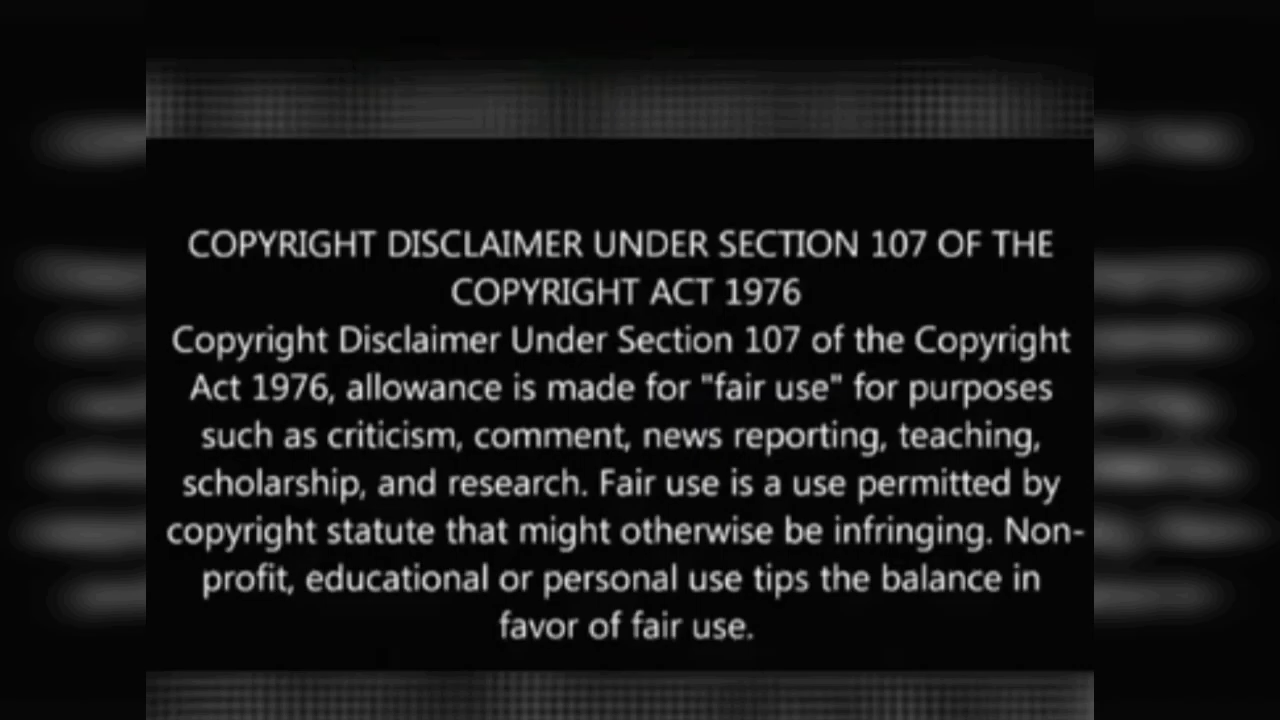 COPYRIGHT DISCLAIMER UNDER SECTION 107 OF THE
COPYRIGHT ACT 1976
Copyright Disclaimer Under Section 107 of the Copyright
Act 1976, allowance is made for "fair use" for purposes
such as criticism, comment, news reporting, teaching,
scholarship, and research. Fair use is a use permitted by
copyright statute that might otherwise be infringing. Non-
profit, educational or personal use tips the balance in
favor of fair use.